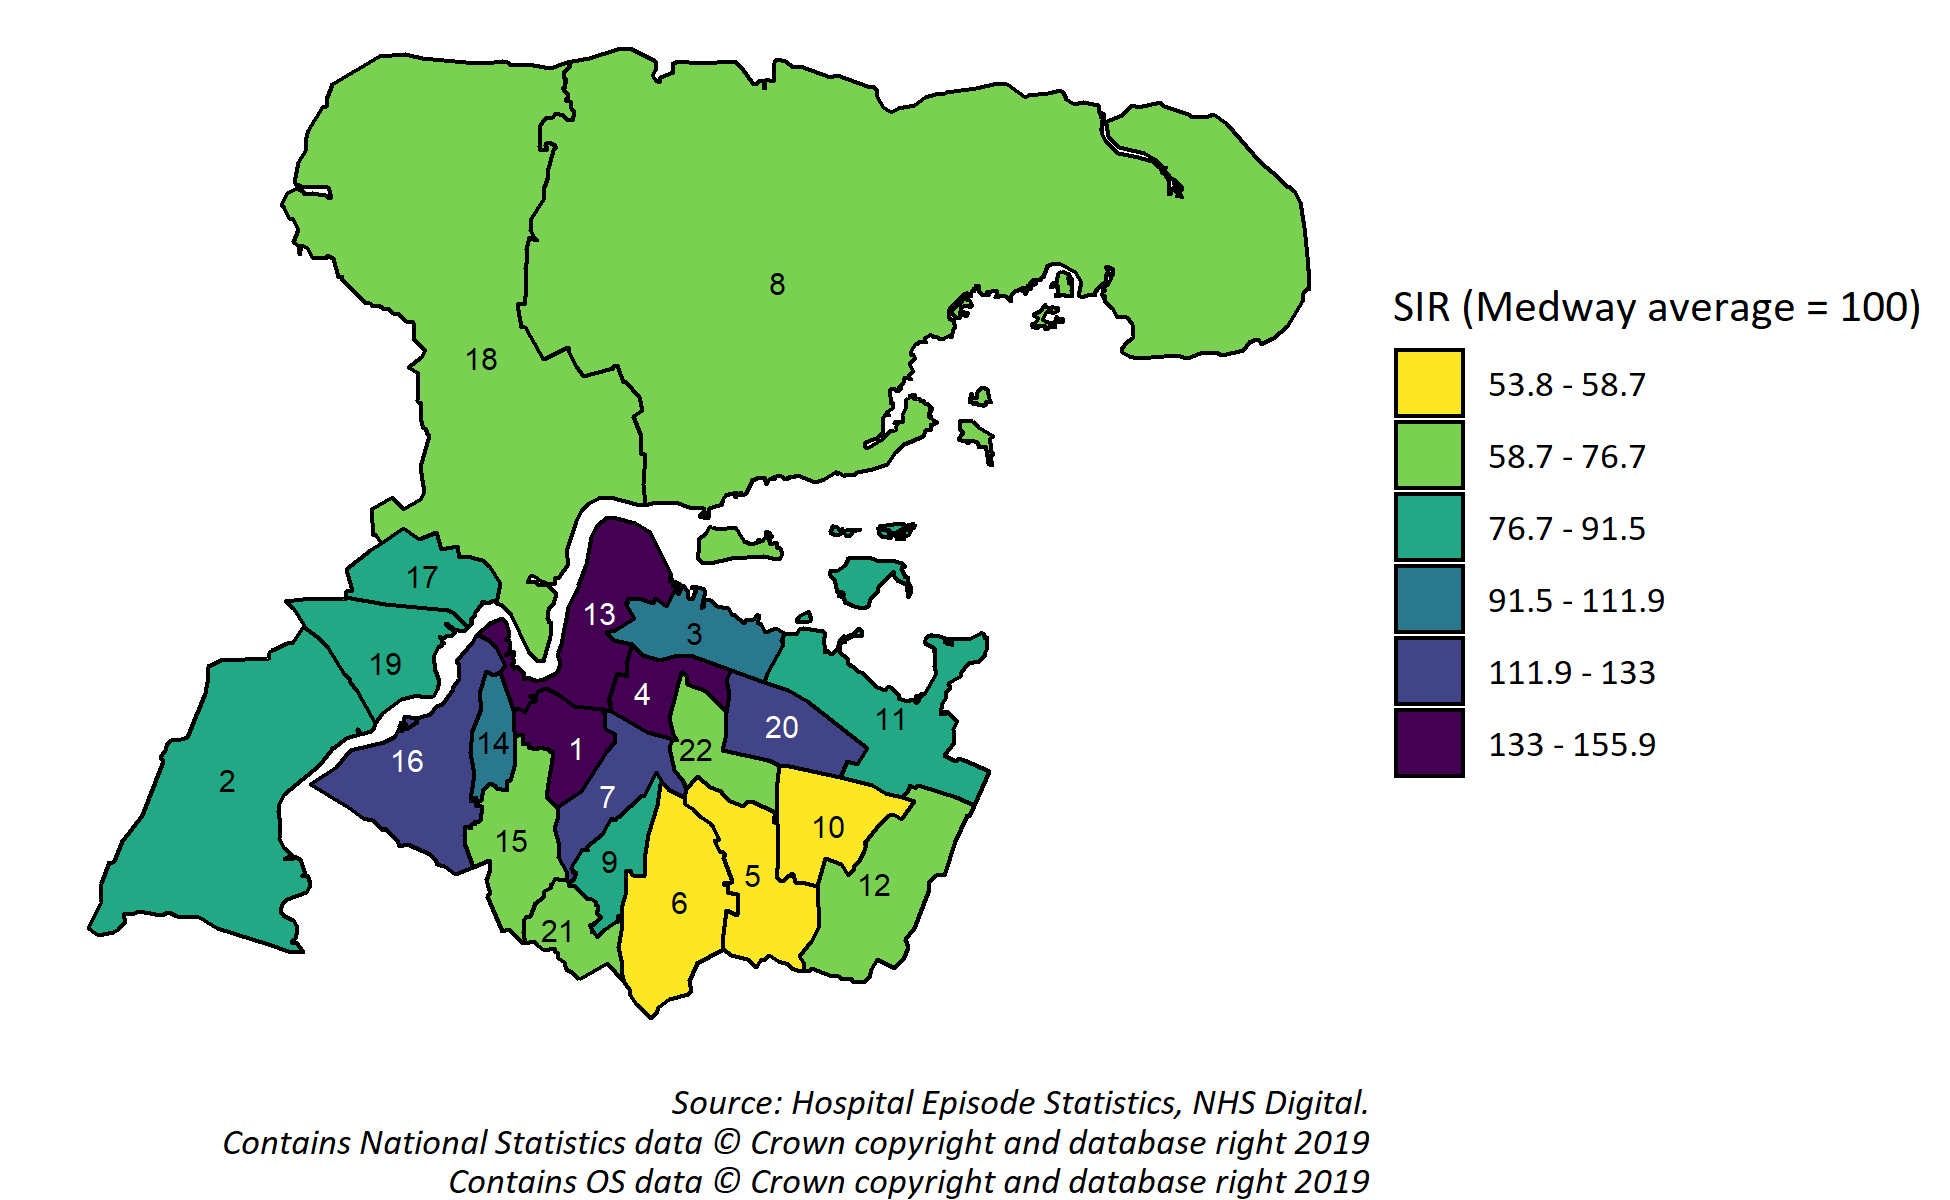 8
18
17
13
3
19
4
11
20
14
1
22
16
2
7
10
15
9
5
12
6
21
SIR (Medway average = 100)
53.8 - 58.7
58.7 - 76.7
76.7 - 91.5
91.5 - 111.9
111.9 - 133
133 - 155.9
Source: Hospital Episode Statistics, NHS Digital.
Contains National Statistics data © Crown copyright and database right 2019
Contains OS data © Crown copyright and database right 2019